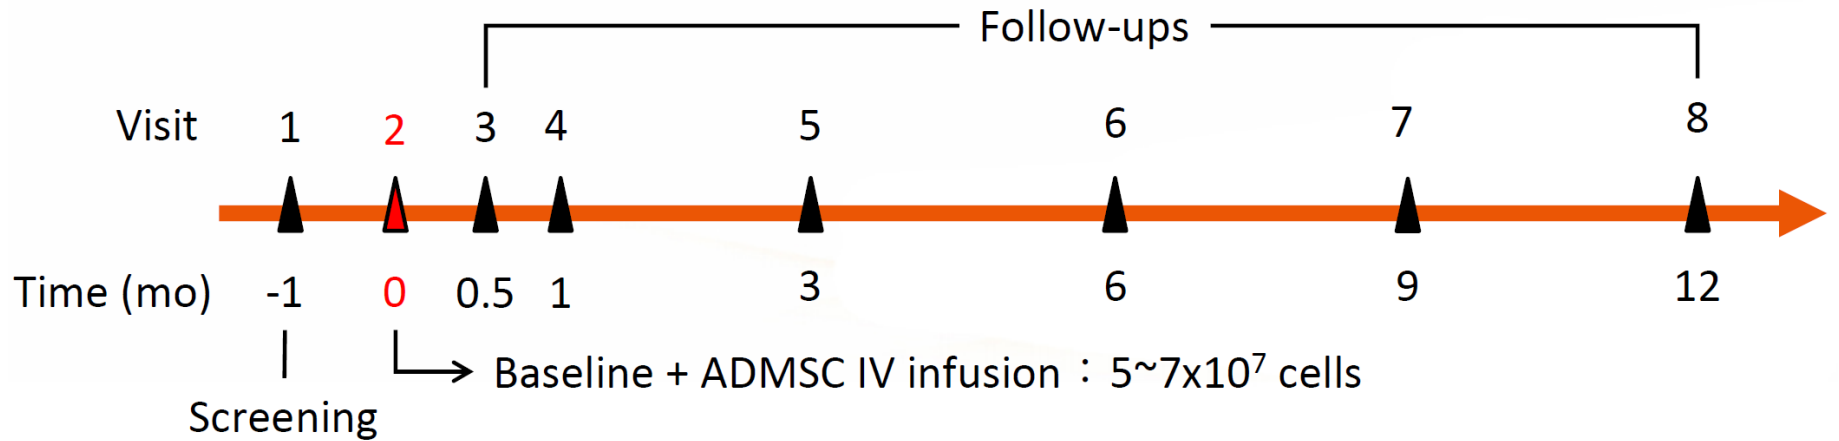 Follow-ups
Visit 1 2 3 4 5 6 7 8
Time (mo) -1 0 0.5 1 3 6 9 12
Baseline + ADMSC IV infusion：5~7x10⁷ cells
Screening